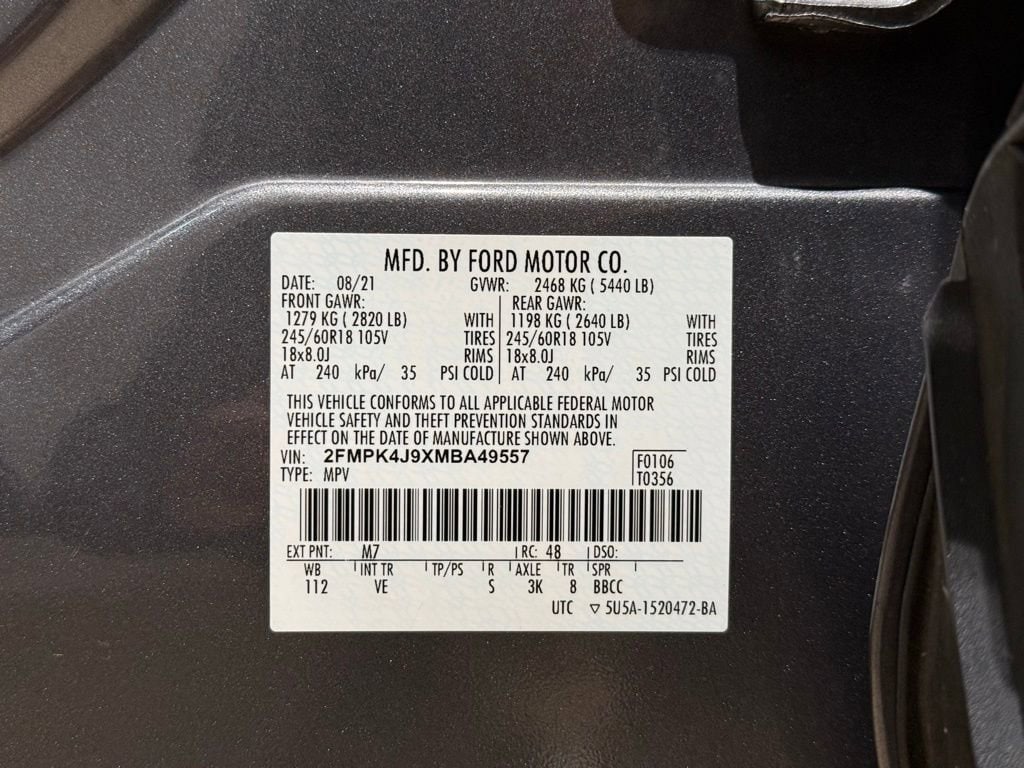 MFD. BY FORD MOTOR CO.
DATE: 08/21 GVWR: 2468 KG ( 5440 LB)
FRONT GAWR: REAR GAWR:
1279 KG ( 2820 LB) WITH 1198 KG ( 2640 LB) WITH
245/60R18 105V TIRES 245/60R18 105V TIRES
18x8.0J RIMS 18x8.0J RIMS
AT 240 kPa/ 35 PSI COLD AT 240 kPa/ 35 PSI COLD
THIS VEHICLE CONFORMS TO ALL APPLICABLE FEDERAL MOTOR
VEHICLE SAFETY AND THEFT PREVENTION STANDARDS IN
EFFECT ON THE DATE OF MANUFACTURE SHOWN ABOVE.
VIN: 2FMPK4J9XMBA49557 F0106
TYPE: MPV T0356
EXT PNT: M7 RC: 48 DSO:
WB INT TR TP/PS R AXLE TR SPR
112 VE S 3K 8 BBCC
UTC ▽ 5U5A-1520472-BA